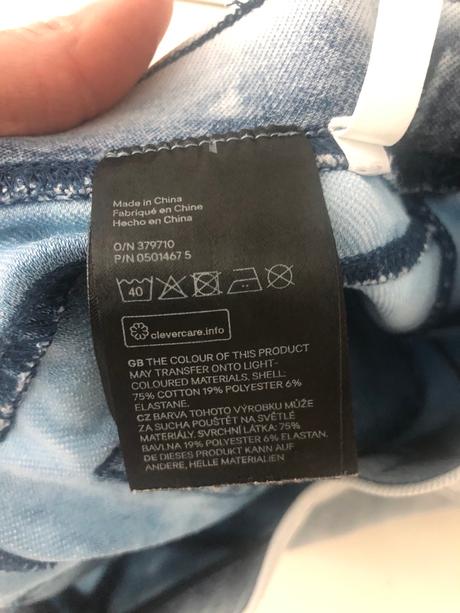 Made in China
Fabriqué en Chine
Hecho en China
O/N 379710
P/N 0501467 5
40
clevercare.info
GB THE COLOUR OF THIS PRODUCT
MAY TRANSFER ONTO LIGHT-
COLOURED MATERIALS. SHELL:
75% COTTON 19% POLYESTER 6%
ELASTANE.
CZ BARVA TOHOTO VÝROBKU MŮŽE
ZA SUCHA POUŠTĚT NA SVĚTLÉ
MATERIÁLY. SVRCHNÍ LÁTKA: 75%
BAVLNA 19% POLYESTER 6% ELASTAN.
DE DIESES PRODUKT KANN AUF
ANDERE, HELLE MATERIALIEN